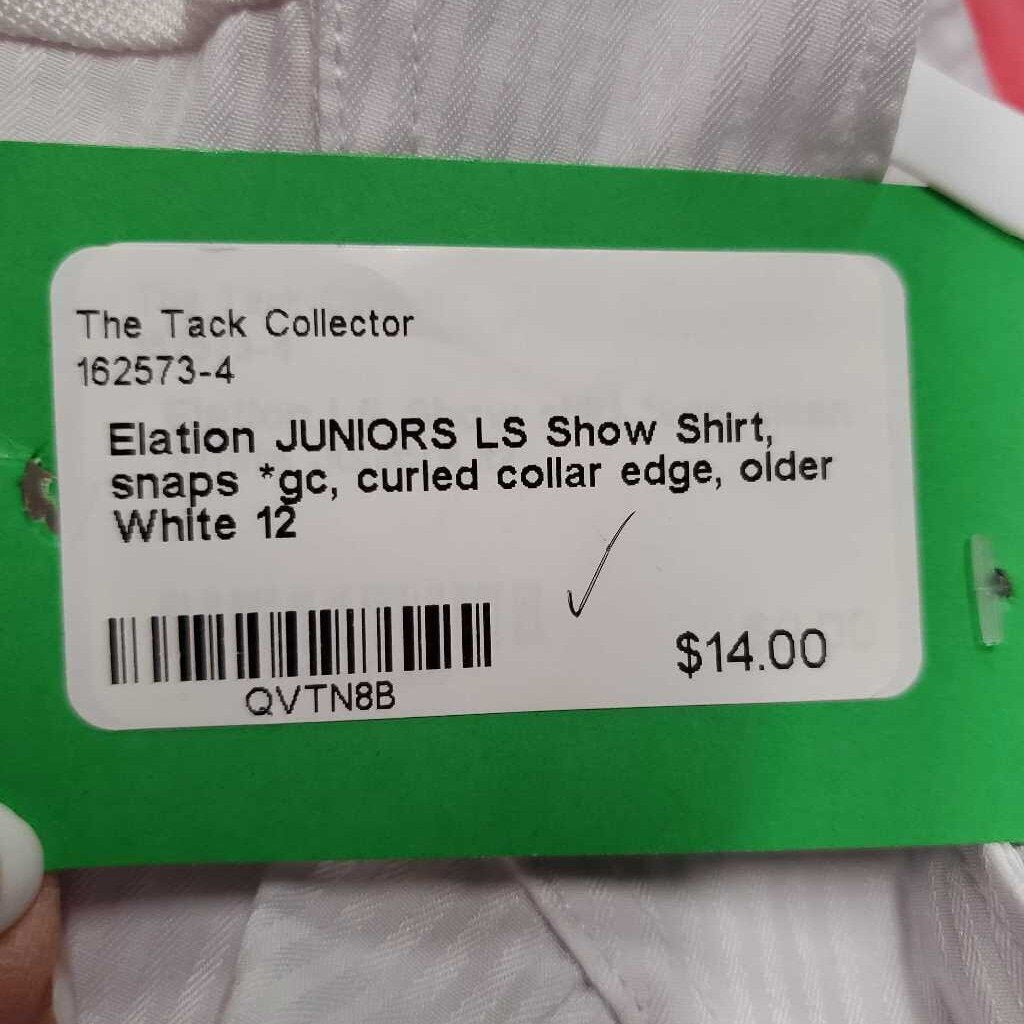 The Tack Collector
162573-4
Elation JUNIORS LS Show Shirt,
snaps *gc, curled collar edge, older
White 12
$14.00
QVTN8B